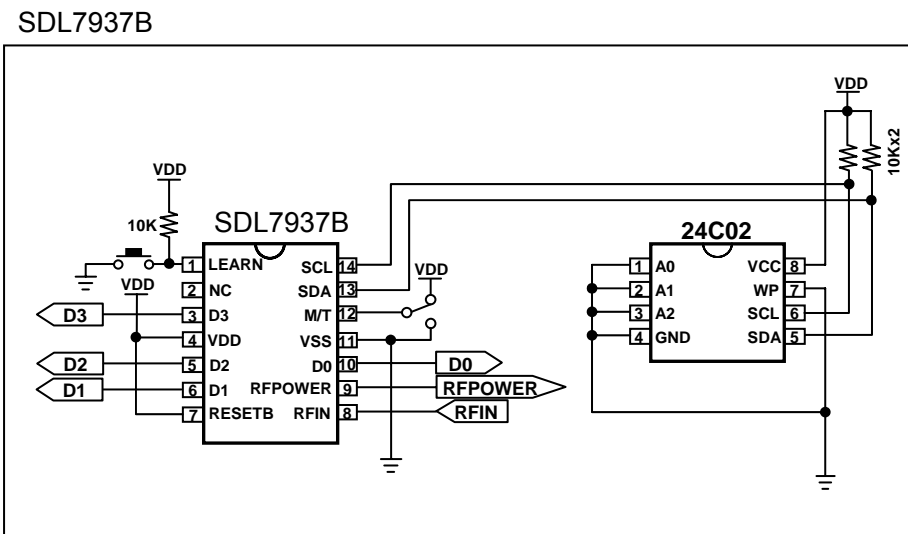 SDL7937B
VDD
10Kx2
VDD
10K
SDL7937B
24C02
1 LEARN
SCL 14
VDD
2 NC
SDA 13
VDD
D3
3 D3
M/T 12
4 VDD
VSS 11
D2
5 D2
D0 10
D0
D1
6 D1
RFPOWER 9
RFPOWER
7 RESETB
RFIN 8
RFIN
1 A0
VCC 8
2 A1
WP 7
3 A2
SCL 6
4 GND
SDA 5